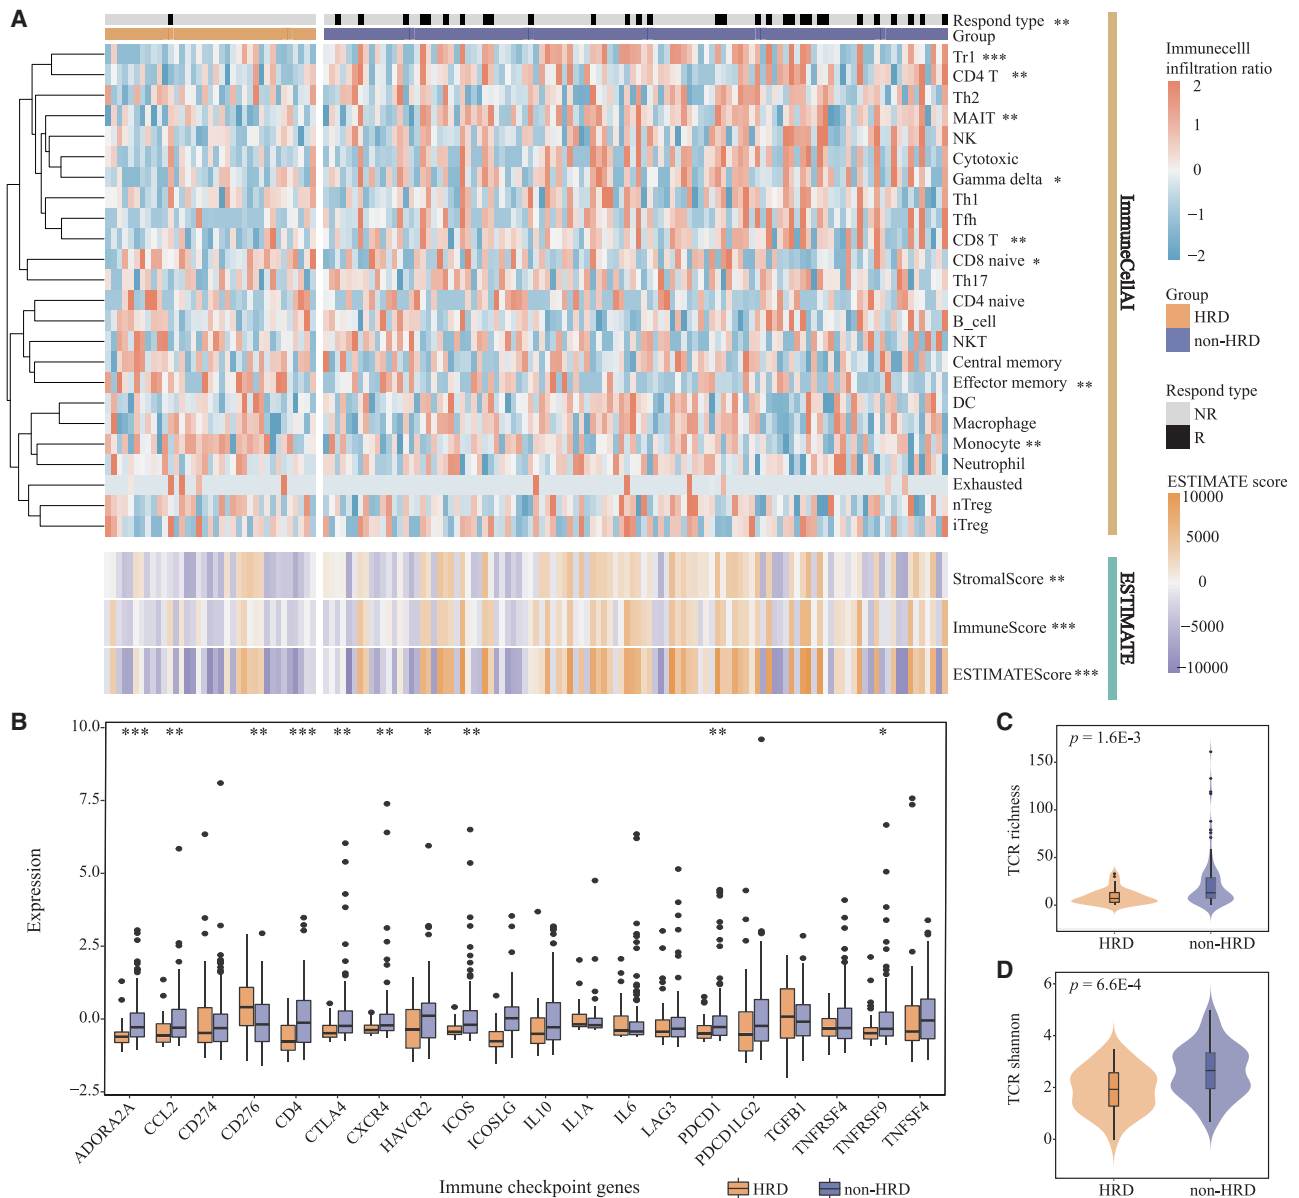 A
Respond type **
Group
Tr1 ***
CD4 T **
Th2
MAIT **
NK
Cytotoxic
Gamma delta *
Th1
Tfh
CD8 T **
CD8 naive *
Th17
CD4 naive
B_cell
NKT
Central memory
Effector memory **
DC
Macrophage
Monocyte **
Neutrophil
Exhausted
nTreg
iTreg
ImmuneCellAI
StromalScore **
ImmuneScore ***
ESTIMATEScore ***
ESTIMATE
Immunecelll
infiltration ratio
2
1
0
−1
−2
Group
HRD
non-HRD
Respond type
NR
R
ESTIMATE score
10000
5000
0
−5000
−10000
B
Expression
10.0
7.5
5.0
2.5
0.0
−2.5
*** ** ** *** ** ** * ** ** *
ADORA2A
CCL2
CD274
CD276
CD4
CTLA4
CXCR4
HAVCR2
ICOS
ICOSLG
IL10
IL1A
IL6
LAG3
PDCD1
PDCD1LG2
TGFB1
TNFRSF4
TNFRSF9
TNFSF4
Immune checkpoint genes
HRD
non-HRD
C
p = 1.6E-3
TCR richness
150
100
50
0
HRD
non-HRD
D
p = 6.6E-4
TCR shannon
6
4
2
0
HRD
non-HRD